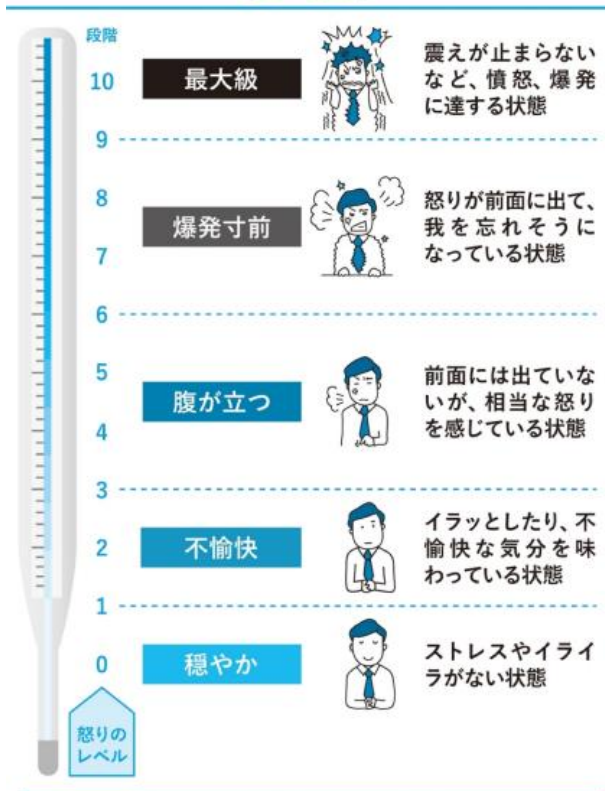 段階
10
最大級
震えが止まらない
など、憤怒、爆発
に達する状態
9
8
爆発寸前
怒りが前面に出て、
我を忘れそうに
なっている状態
7
6
5
腹が立つ
前面には出ていな
いが、相当な怒り
を感じている状態
4
3
2
不愉快
イラッとしたり、不
愉快な気分を味
わっている状態
1
0
穏やか
ストレスやイライ
ラがない状態
怒りの
レベル